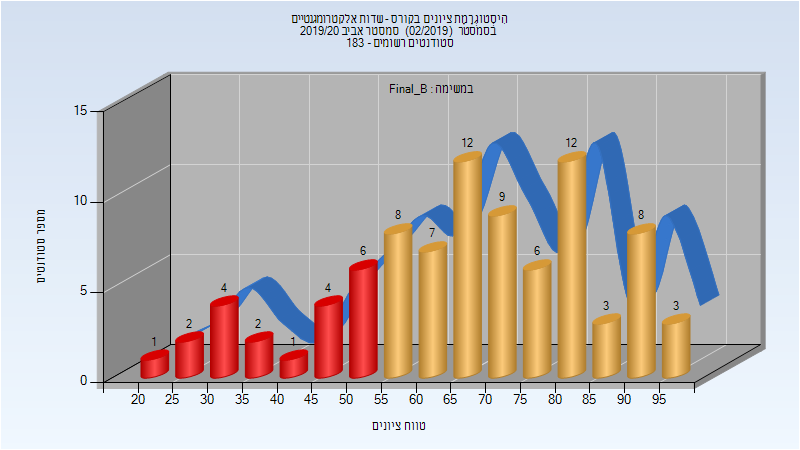 היסטוגרמת ציונים בקורס - שדות אלקטרומגנטיים
בסמסטר (02/2019) סמסטר אביב 2019/20
סטודנטים רשומים - 183
במשימה : Final_B
מספר סטודנטים
15
10
5
0
1
2
4
2
1
4
6
8
7
12
9
6
12
3
8
3
20 25 30 35 40 45 50 55 60 65 70 75 80 85 90 95
טווח ציונים